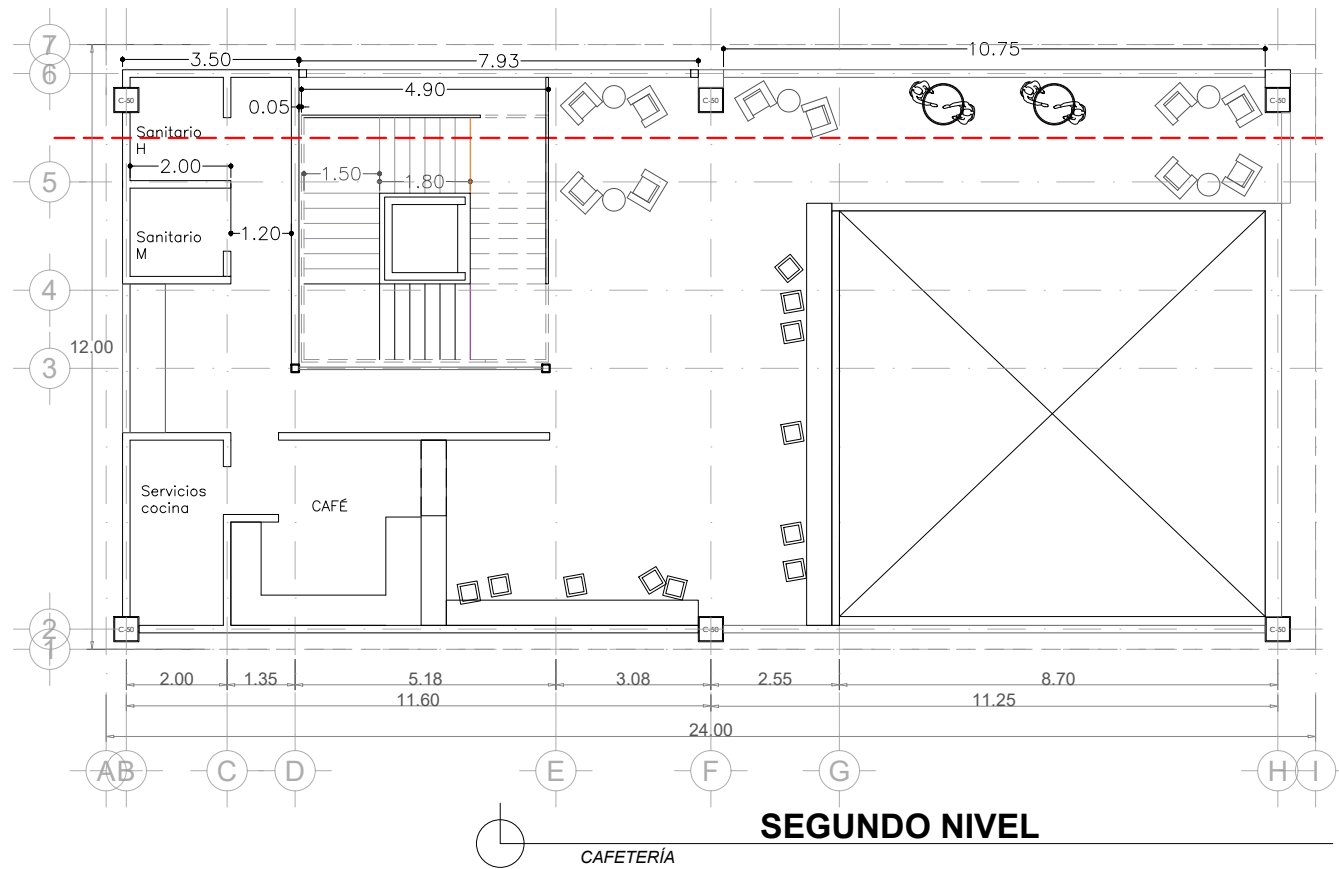 7
6
3.50
7.93
10.75
4.90
0.05
C-50
C-50
C-50
Sanitario
H
2.00
1.50
1.80
5
1.20
Sanitario
M
4
12.00
3
Servicios
cocina
CAFÉ
2
1
C-50
C-50
C-50
2.00
1.35
5.18
3.08
2.55
8.70
11.60
11.25
24.00
A
B
C
D
E
F
G
H
I
SEGUNDO NIVEL
CAFETERÍA